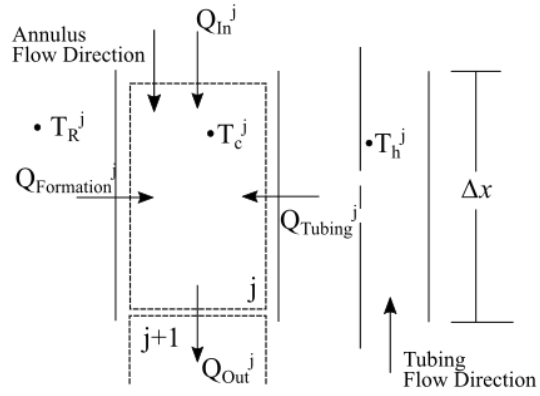 Q_In^j
Annulus
Flow Direction
• T_R^j
• T_c^j
• T_h^j
Q_Formation^j
Q_Tubing^j
Δx
j
j+1
Q_Out^j
Tubing
Flow Direction